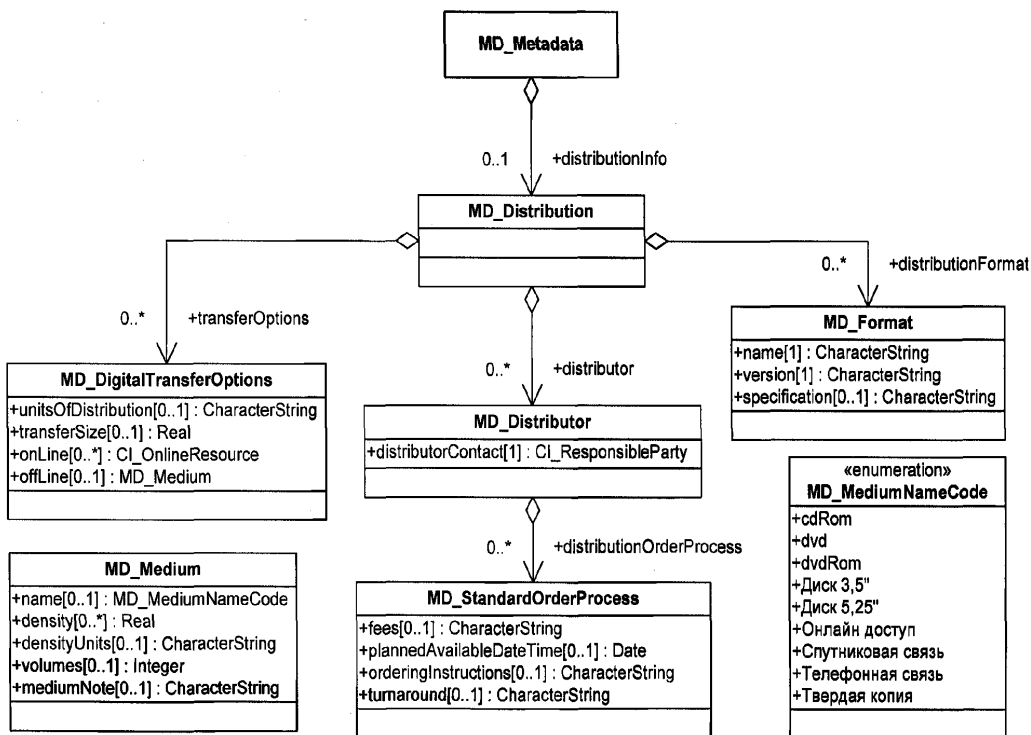 MD_Metadata
0..1 +distributionInfo
MD_Distribution
0..* +transferOptions
0..* +distributor
0..* +distributionFormat
MD_DigitalTransferOptions
+unitsOfDistribution[0..1] : CharacterString
+transferSize[0..1] : Real
+onLine[0..*] : CI_OnlineResource
+offLine[0..1] : MD_Medium
MD_Distributor
+distributorContact[1] : CI_ResponsibleParty
MD_Format
+name[1] : CharacterString
+version[1] : CharacterString
+specification[0..1] : CharacterString
0..* +distributionOrderProcess
MD_Medium
+name[0..1] : MD_MediumNameCode
+density[0..*] : Real
+densityUnits[0..1] : CharacterString
+volumes[0..1] : Integer
+mediumNote[0..1] : CharacterString
MD_StandardOrderProcess
+fees[0..1] : CharacterString
+plannedAvailableDateTime[0..1] : Date
+orderingInstructions[0..1] : CharacterString
+turnaround[0..1] : CharacterString
«enumeration»
MD_MediumNameCode
+cdRom
+dvd
+dvdRom
+Диск 3,5"
+Диск 5,25"
+Онлайн доступ
+Спутниковая связь
+Телефонная связь
+Твердая копия